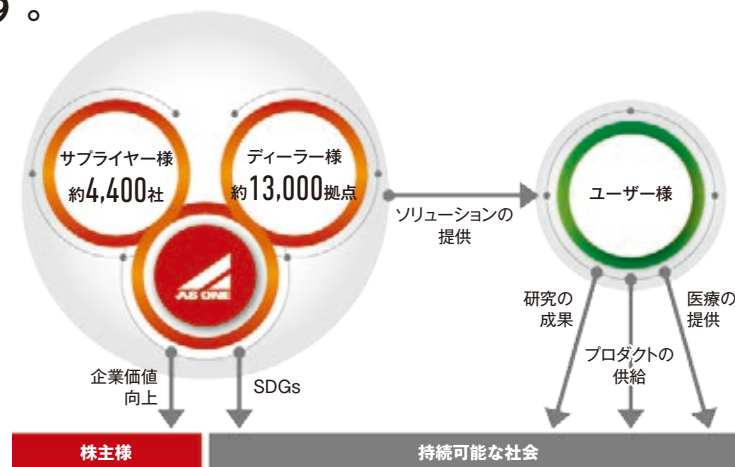 す。
サプライヤー様
約4,400社
ディーラー様
約13,000拠点
AS ONE
ソリューションの
提供
ユーザー様
研究の
成果
プロダクトの
供給
医療の
提供
企業価値
向上
SDGs
株主様
持続可能な社会